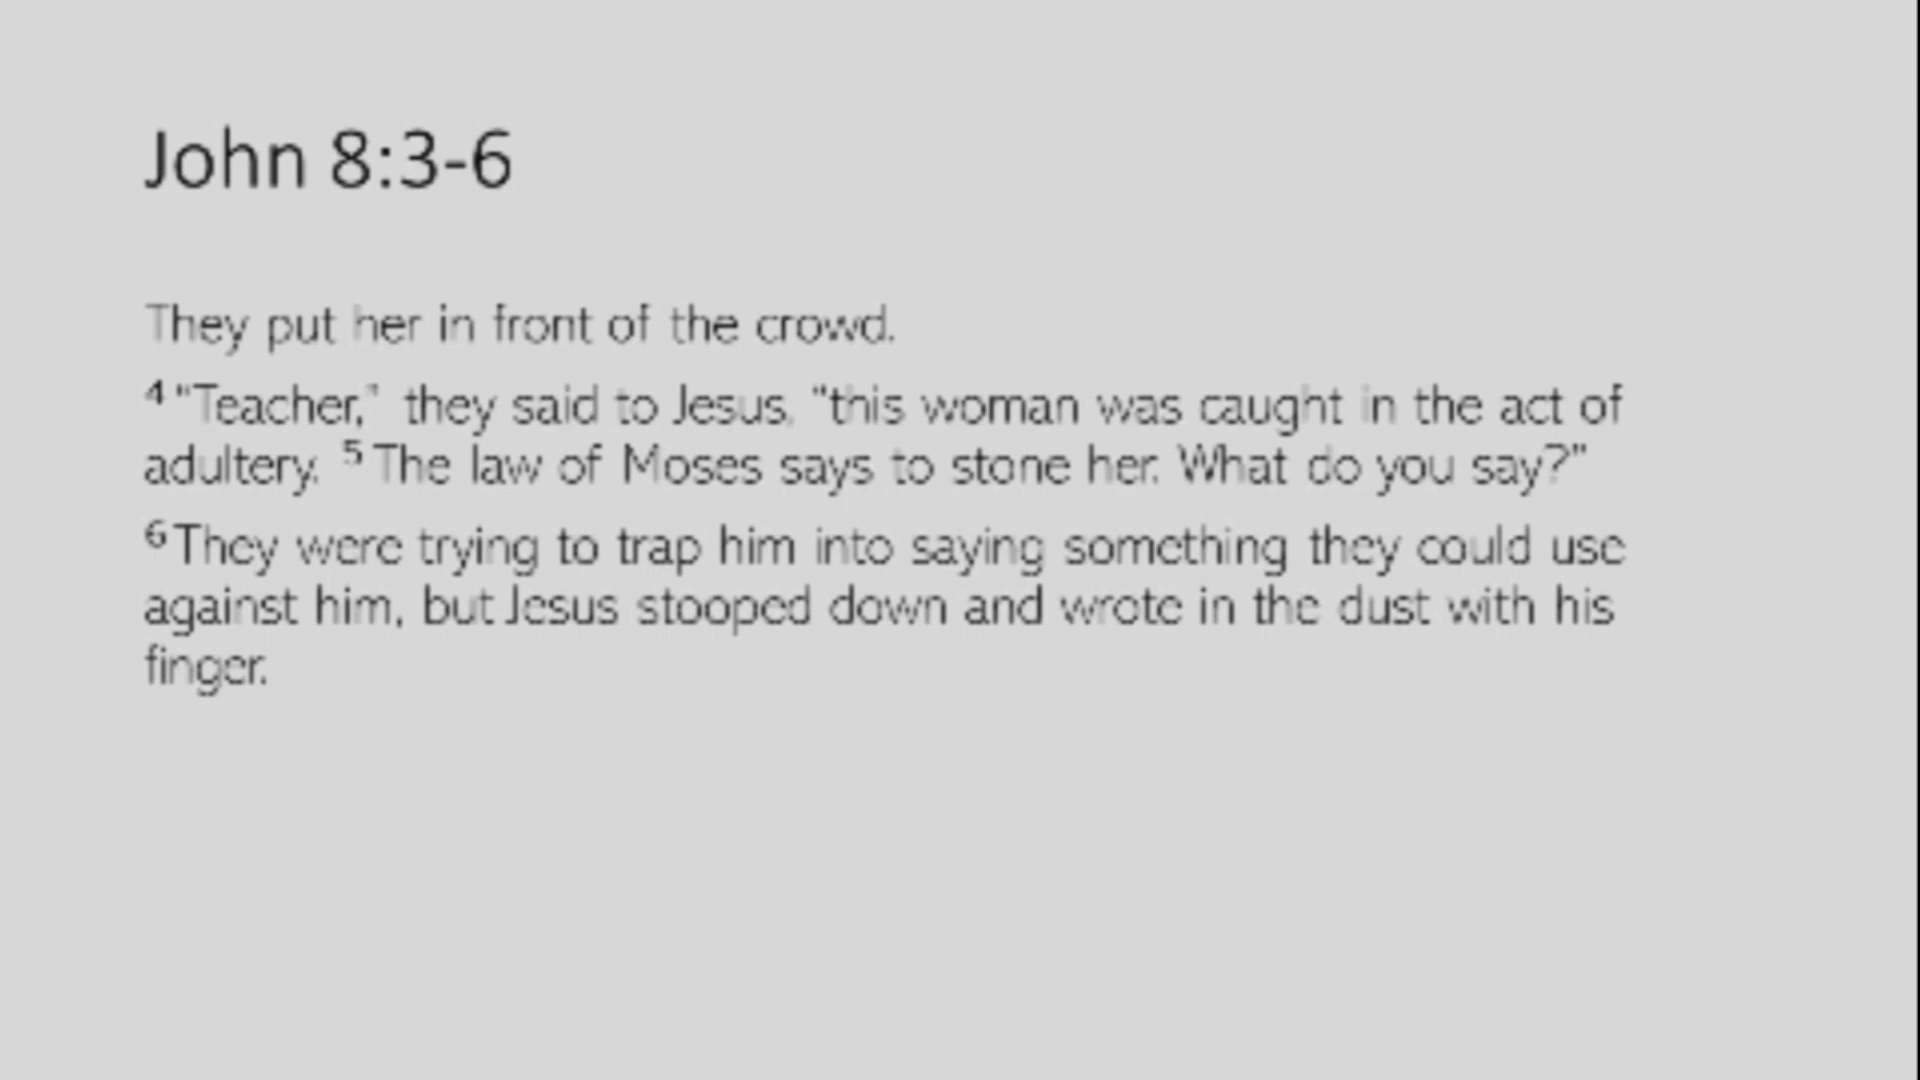 John 8:3-6
They put her in front of the crowd.
4 "Teacher," they said to Jesus, "this woman was caught in the act of
adultery. 5 The law of Moses says to stone her. What do you say?"
6 They were trying to trap him into saying something they could use
against him, but Jesus stooped down and wrote in the dust with his
finger.